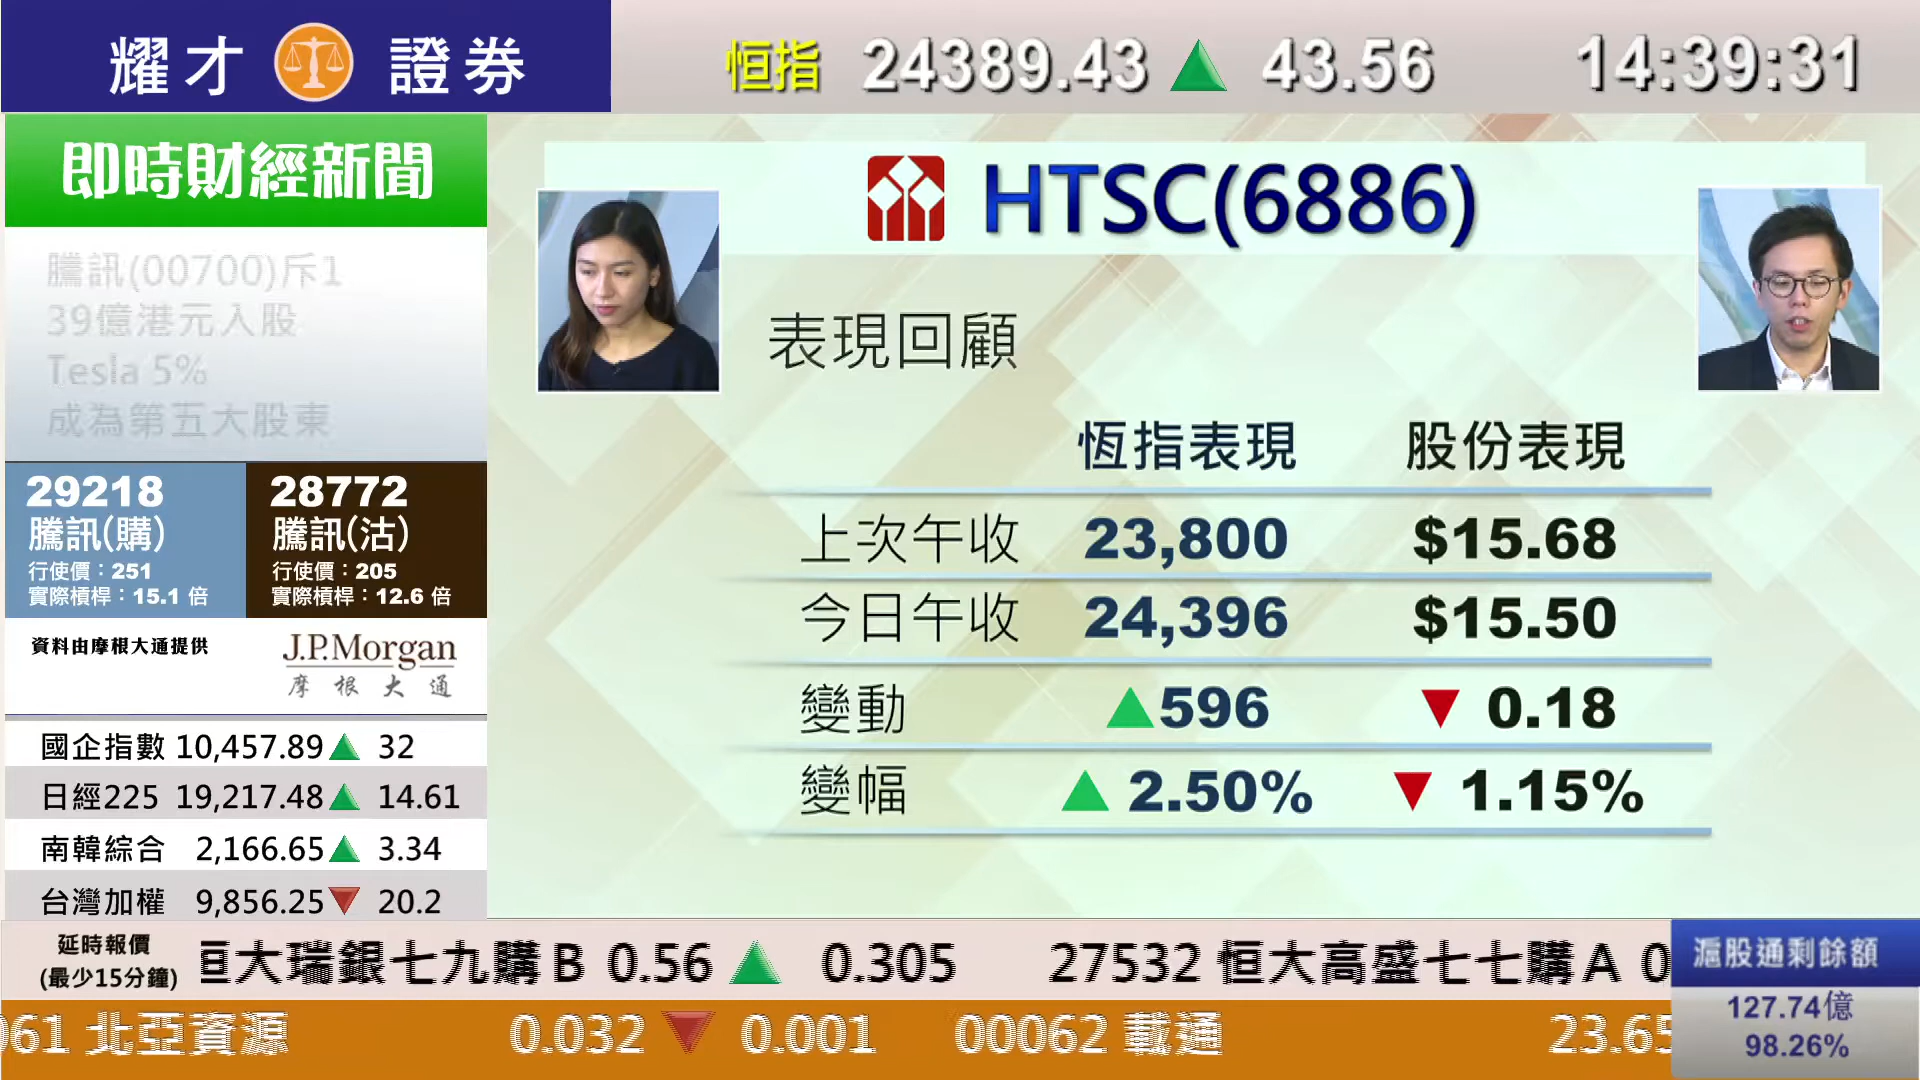 耀才 證券
恒指 24389.43 ▲ 43.56 14:39:31
即時財經新聞
騰訊(00700)斥1
39億港元入股
Tesla 5%
成為第五大股東
29218
騰訊(購)
行使價：251
實際槓桿：15.1 倍
28772
騰訊(沽)
行使價：205
實際槓桿：12.6 倍
資料由摩根大通提供
J.P.Morgan
摩根大通
國企指數 10,457.89 ▲ 32
日經225 19,217.48 ▲ 14.61
南韓綜合 2,166.65 ▲ 3.34
台灣加權 9,856.25 ▼ 20.2
HTSC(6886)
表現回顧
恆指表現 股份表現
上次午收 23,800 $15.68
今日午收 24,396 $15.50
變動 ▲596 ▼ 0.18
變幅 ▲ 2.50% ▼ 1.15%
延時報價
(最少15分鐘)
恒大瑞銀七九購B 0.56 ▲ 0.305 27532 恒大高盛七七購A 0
061 北亞資源 0.032 ▼ 0.001 00062 載通 23.65
滬股通剩餘額
127.74億
98.26%